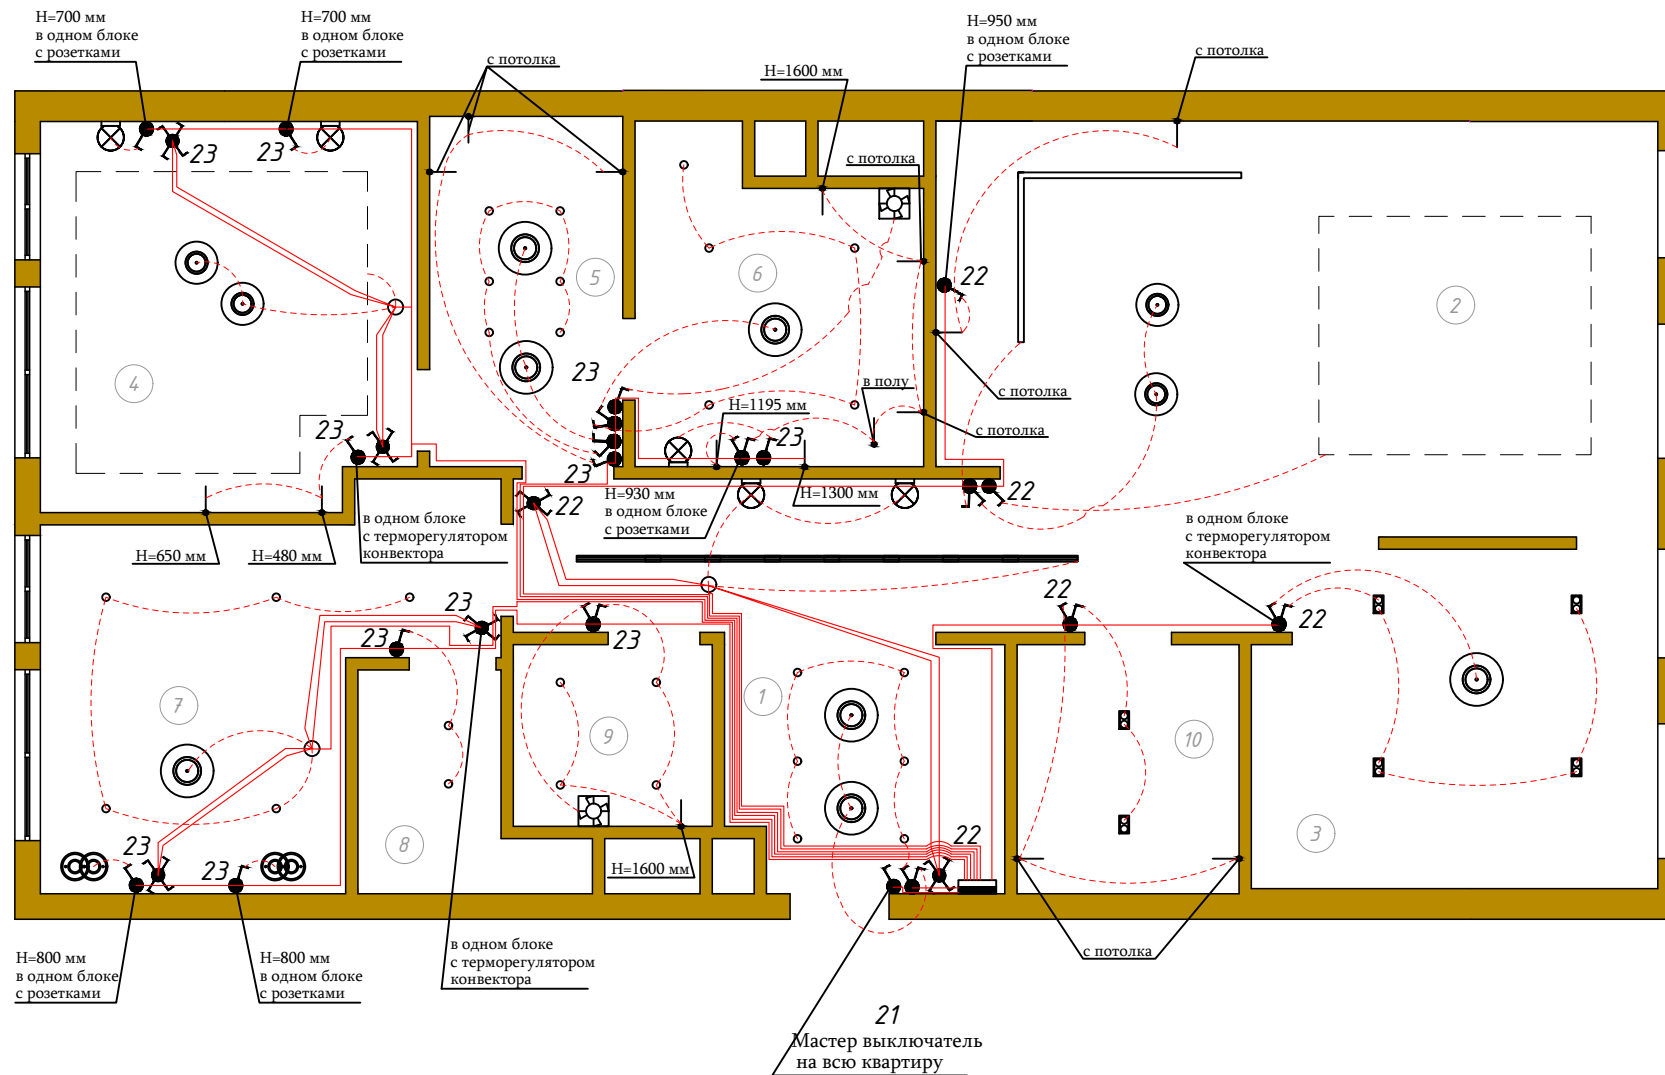 H=700 мм
в одном блоке
с розетками
H=700 мм
в одном блоке
с розетками
с потолка
H=1600 мм
H=950 мм
в одном блоке
с розетками
с потолка
с потолка
23
23
22
5
6
2
4
23
23
23
23
в полу
H=1195 мм
с потолка
с потолка
H=930 мм
в одном блоке
с розетками
H=1300 мм
22
22
в одном блоке
с терморегулятором
конвектора
H=650 мм
H=480 мм
в одном блоке
с терморегулятором
конвектора
23
23
23
22
22
7
1
9
10
8
3
23
23
22
H=1600 мм
H=800 мм
в одном блоке
с розетками
H=800 мм
в одном блоке
с розетками
в одном блоке
с терморегулятором
конвектора
с потолка
21
Мастер выключатель
на всю квартиру